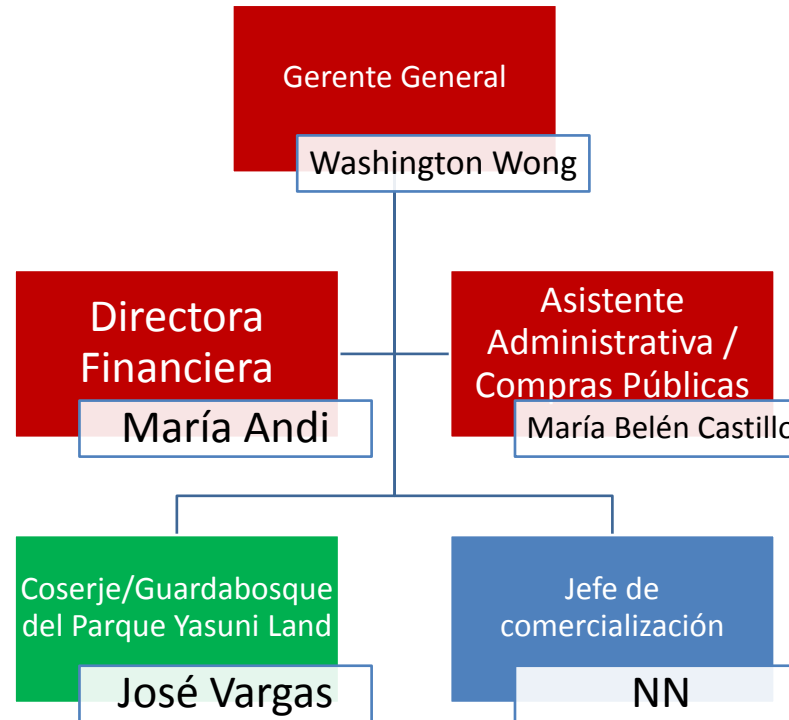 Gerente General
Washington Wong
Directora
Financiera
María Andi
Asistente
Administrativa /
Compras Públicas
María Belén Castillo
Coserje/Guardabosque
del Parque Yasuni Land
José Vargas
Jefe de
comercialización
NN